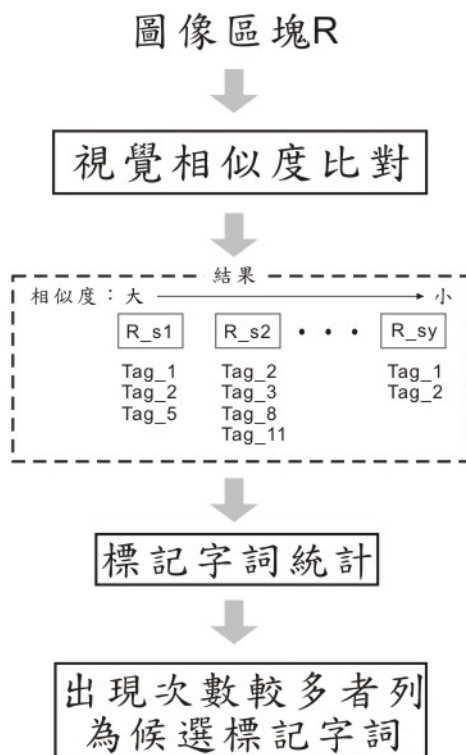 圖像區塊R
視覺相似度比對
結果
相似度：大 小
R_s1 R_s2 • • • R_sy
Tag_1 Tag_2 Tag_1
Tag_2 Tag_3 Tag_2
Tag_5 Tag_8
Tag_11
標記字詞統計
出現次數較多者列
為候選標記字詞